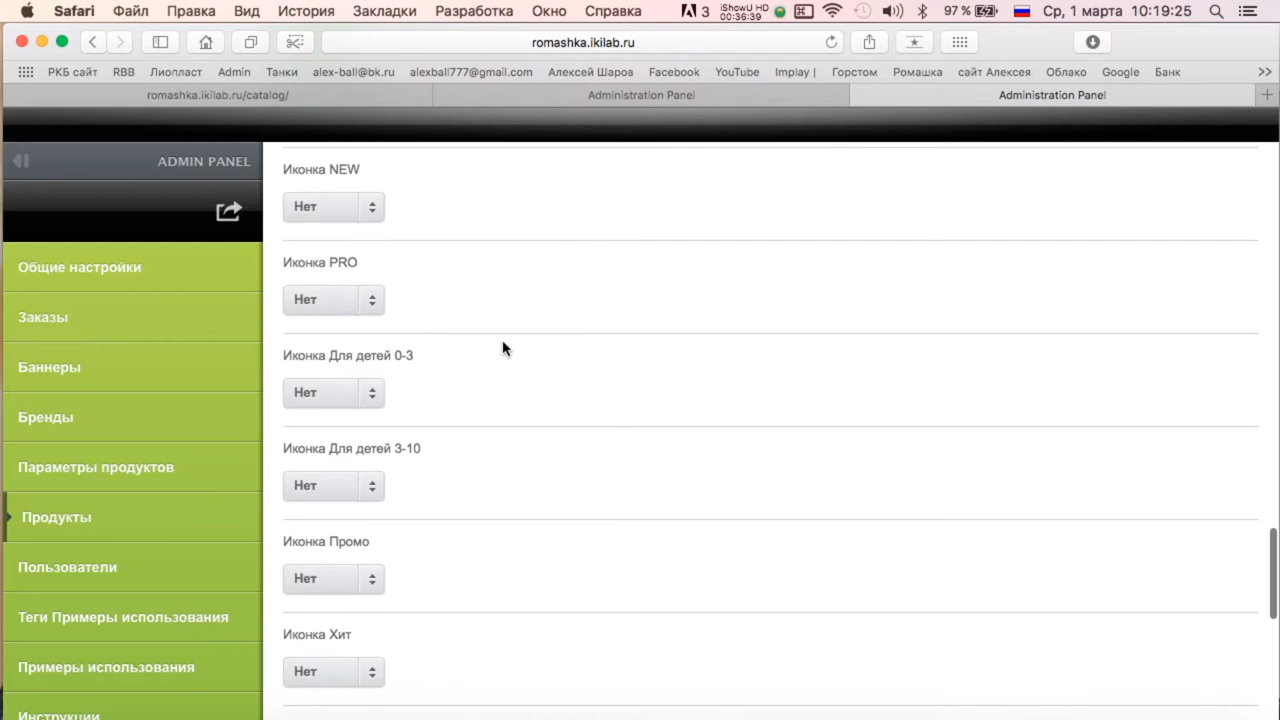 Safari Файл Правка Вид История Закладки Разработка Окно Справка 3 iShowU HD 00:36:39 97 % Ср, 1 марта 10:19:25
romashka.ikilab.ru
РКБ сайт RBB Лиопласт Admin Танки alex-ball@bk.ru alexball777@gmail.com Алексей Шаров Facebook YouTube Implay | Горстом Ромашка сайт Алексея Облако Google Банк >>
romashka.ikilab.ru/catalog/ Administration Panel Administration Panel +
ADMIN PANEL
Общие настройки
Заказы
Баннеры
Бренды
Параметры продуктов
Продукты
Пользователи
Теги Примеры использования
Примеры использования
Инструкции
Иконка NEW
Нет
Иконка PRO
Нет
Иконка Для детей 0-3
Нет
Иконка Для детей 3-10
Нет
Иконка Промо
Нет
Иконка Хит
Нет